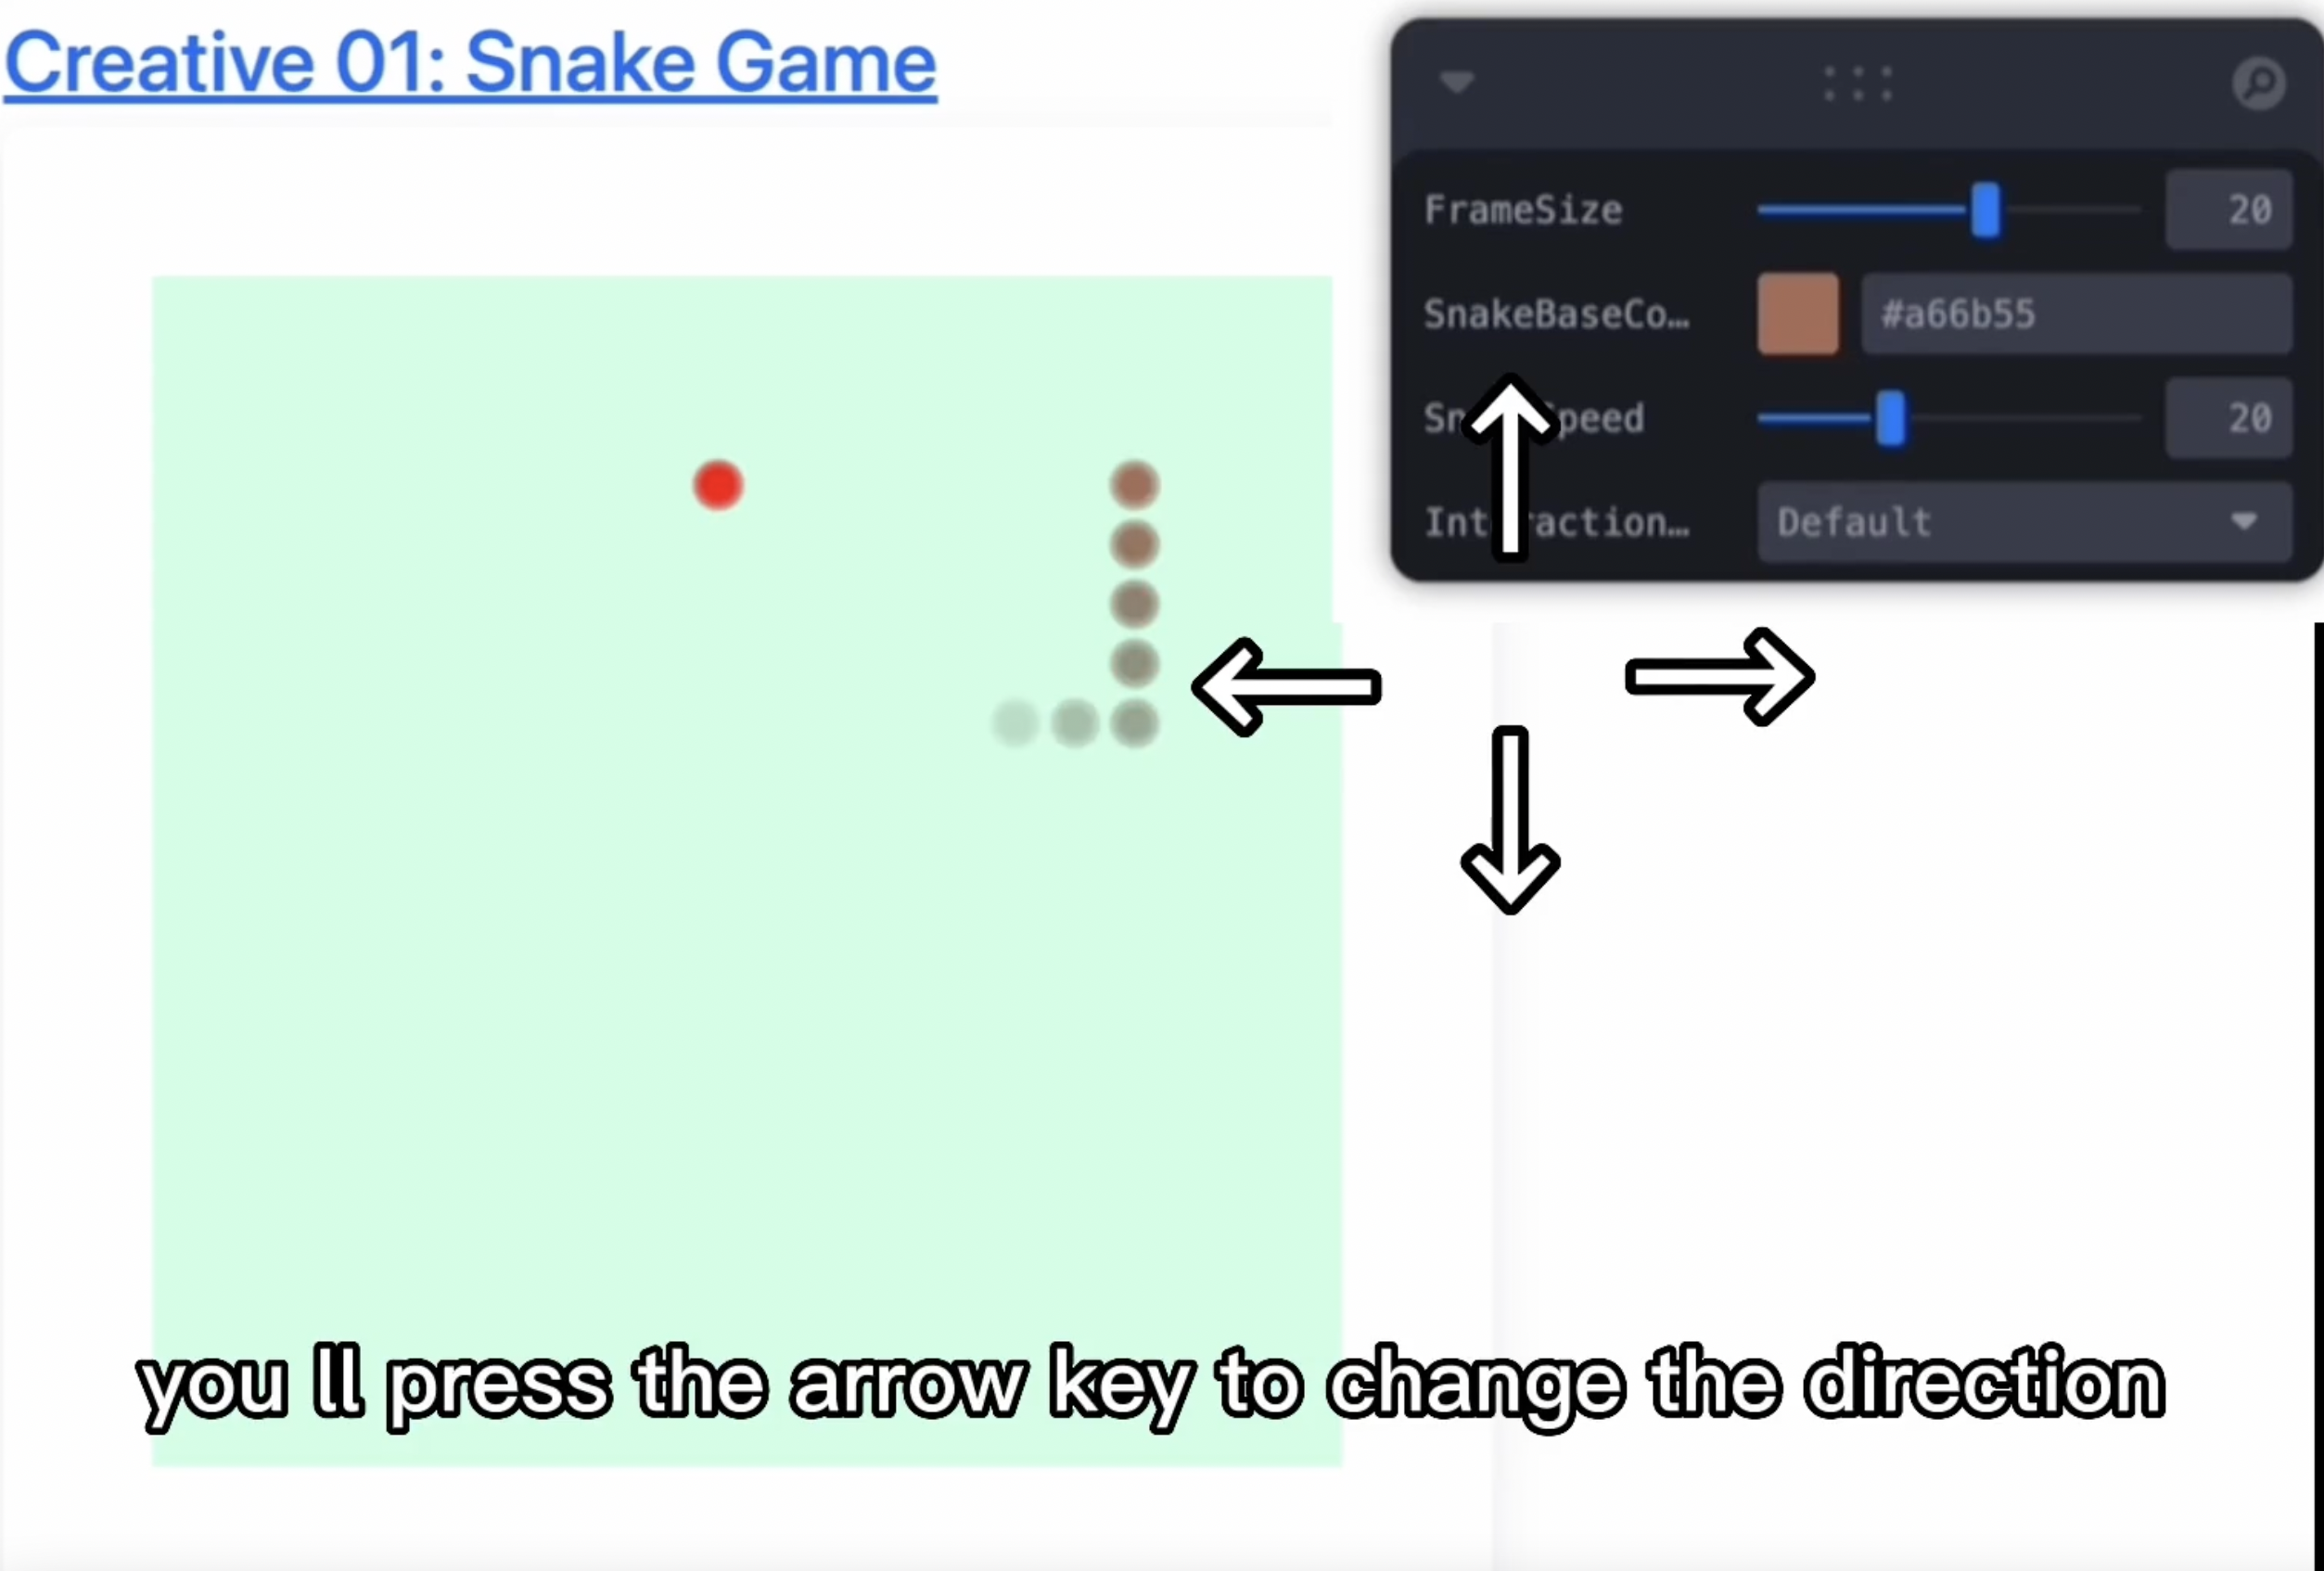 Creative 01: Snake Game
FrameSize 20
SnakeBaseCo… #a66b55
peed 20
Default
you ll press the arrow key to change the direction